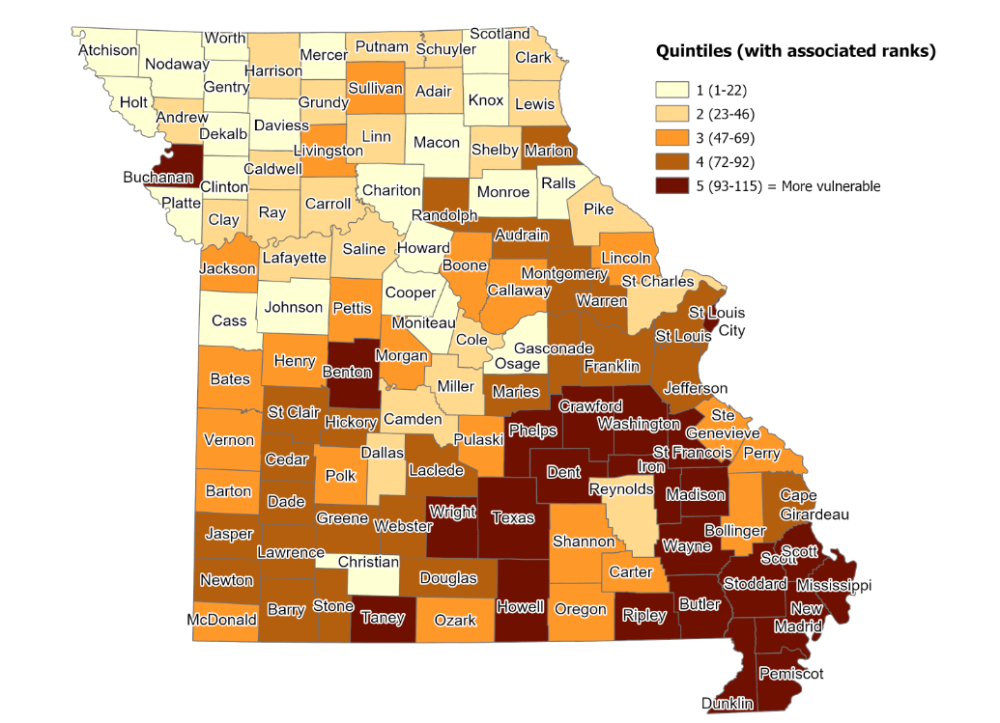 Quintiles (with associated ranks)
1 (1-22)
2 (23-46)
3 (47-69)
4 (72-92)
5 (93-115) = More vulnerable
Atchison
Nodaway
Worth
Harrison
Mercer
Putnam
Schuyler
Scotland
Clark
Holt
Andrew
Gentry
Dekalb
Daviess
Grundy
Sullivan
Adair
Knox
Lewis
Buchanan
Clinton
Caldwell
Livingston
Linn
Macon
Shelby
Marion
Platte
Clay
Ray
Carroll
Chariton
Randolph
Monroe
Ralls
Pike
Jackson
Lafayette
Saline
Howard
Boone
Audrain
Callaway
Montgomery
Lincoln
St Charles
Warren
St Louis
City
St Louis
Cass
Johnson
Pettis
Cooper
Moniteau
Cole
Osage
Gasconade
Franklin
Jefferson
Bates
Henry
Benton
Morgan
Miller
Maries
Crawford
Washington
Ste
Genevieve
St Francois
Perry
Vernon
St Clair
Hickory
Camden
Pulaski
Phelps
Dent
Iron
Reynolds
Madison
Cape
Girardeau
Barton
Cedar
Polk
Dallas
Laclede
Dade
Greene
Webster
Wright
Texas
Shannon
Wayne
Bollinger
Jasper
Lawrence
Christian
Douglas
Carter
Scott
Scott
Stoddard
Mississippi
Newton
McDonald
Barry
Stone
Taney
Ozark
Howell
Oregon
Ripley
Butler
New
Madrid
Pemiscot
Dunklin